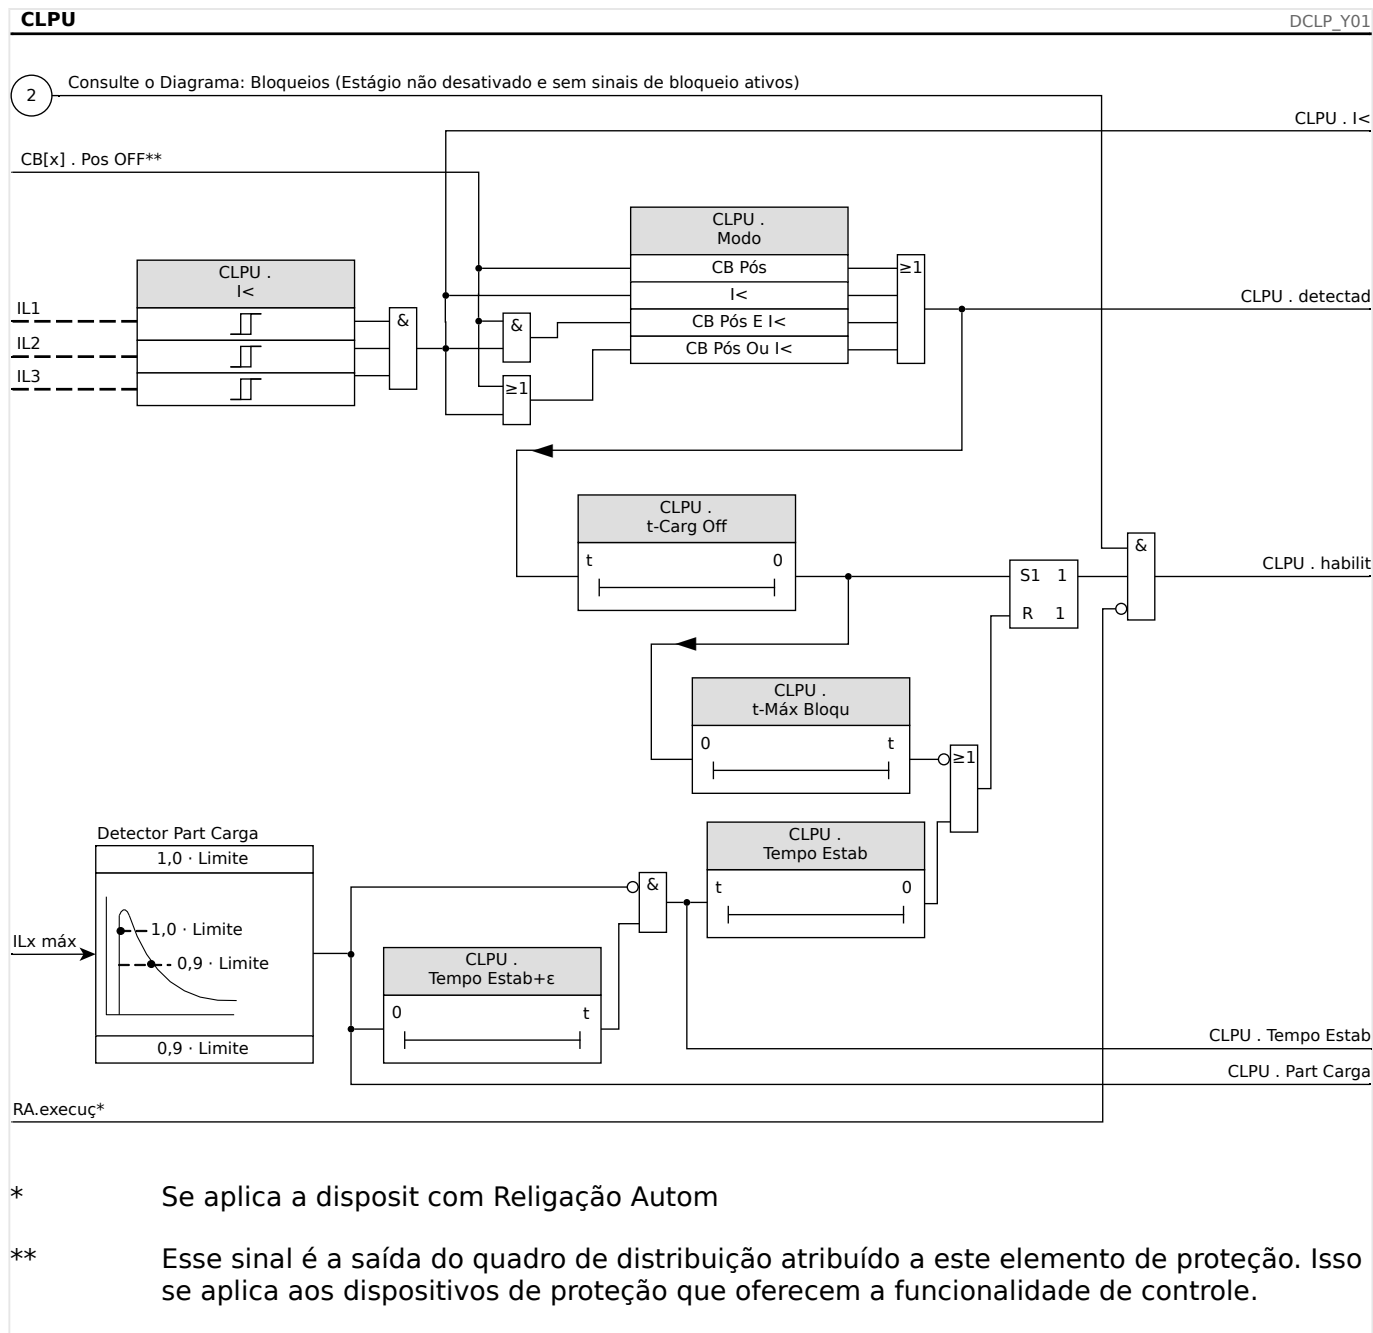 CLPU
DCLP_Y01
2
Consulte o Diagrama: Bloqueios (Estágio não desativado e sem sinais de bloqueio ativos)
CLPU . I<
CB[x] . Pos OFF**
CLPU .
Modo
CB Pós
I<
CB Pós E I<
CB Pós Ou I<
≥1
CLPU .
I<
IL1
IL2
IL3
&
&
≥1
CLPU . detectad
CLPU .
t-Carg Off
t 0
S1 1
R 1
&
CLPU . habilit
CLPU .
t-Máx Bloqu
0 t
≥1
CLPU .
Tempo Estab
t 0
Detector Part Carga
1,0 · Limite
1,0 · Limite
0,9 · Limite
0,9 · Limite
ILx máx
&
CLPU .
Tempo Estab+ε
0 t
CLPU . Tempo Estab
CLPU . Part Carga
RA.execuç*
* Se aplica a disposit com Religação Autom
** Esse sinal é a saída do quadro de distribuição atribuído a este elemento de proteção. Isso
se aplica aos dispositivos de proteção que oferecem a funcionalidade de controle.